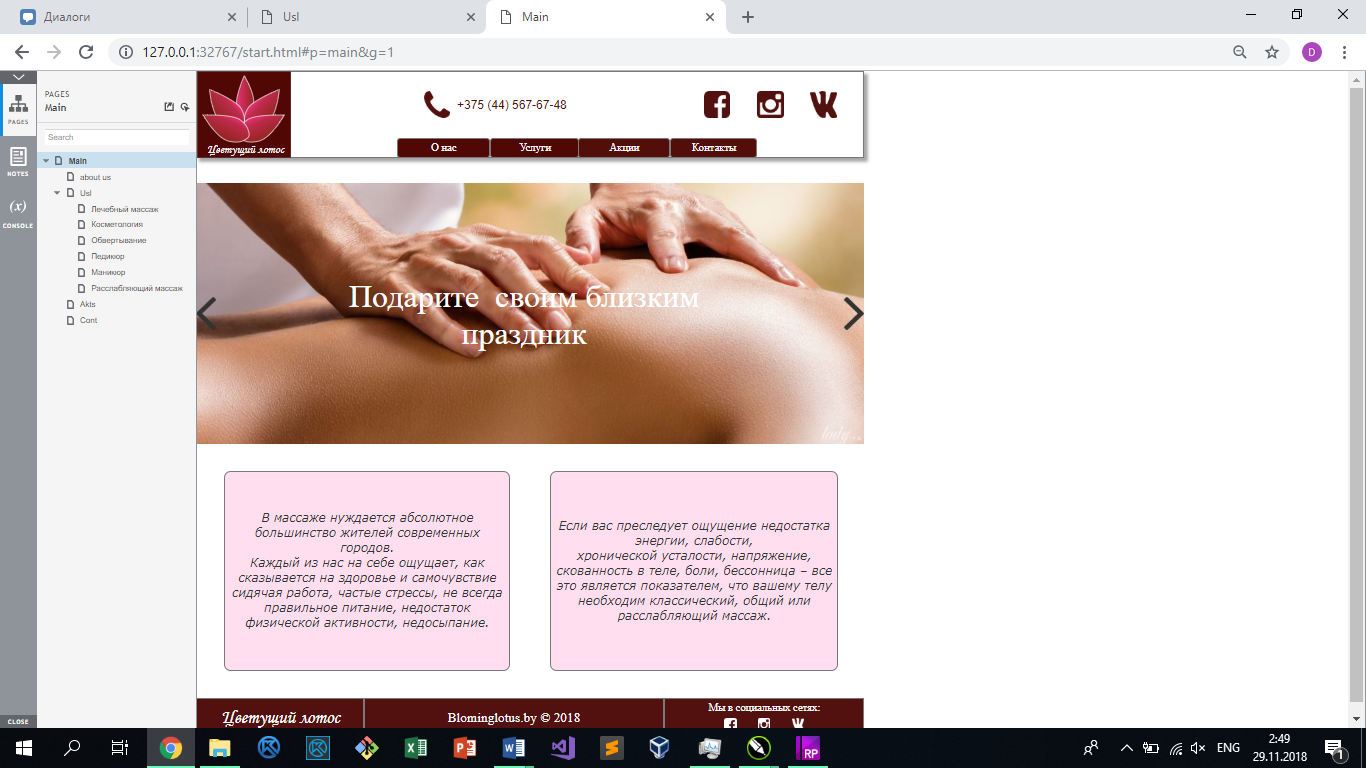 Диалоги
Usl
Main
127.0.0.1:32767/start.html#p=main&g=1
D
PAGES
Main
Search
PAGES
NOTES
(x)
CONSOLE
Main
about us
Usl
Лечебный массаж
Косметология
Обвертывание
Педикюр
Маникюр
Расслабляющий массаж
Akts
Cont
CLOSE
Цветущий лотос
+375 (44) 567-67-48
О нас
Услуги
Акции
Контакты
Подарите своим близким
праздник
В массаже нуждается абсолютное
большинство жителей современных
городов.
Каждый из нас на себе ощущает, как
сказывается на здоровье и самочувствие
сидячая работа, частые стрессы, не всегда
правильное питание, недостаток
физической активности, недосыпание.
Если вас преследует ощущение недостатка
энергии, слабости,
хронической усталости, напряжение,
скованность в теле, боли, бессонница – все
это является показателем, что вашему телу
необходим классический, общий или
расслабляющий массаж.
Цветущий лотос
Blominglotus.by © 2018
Мы в социальных сетях:
RP
ENG
2:49
29.11.2018
1